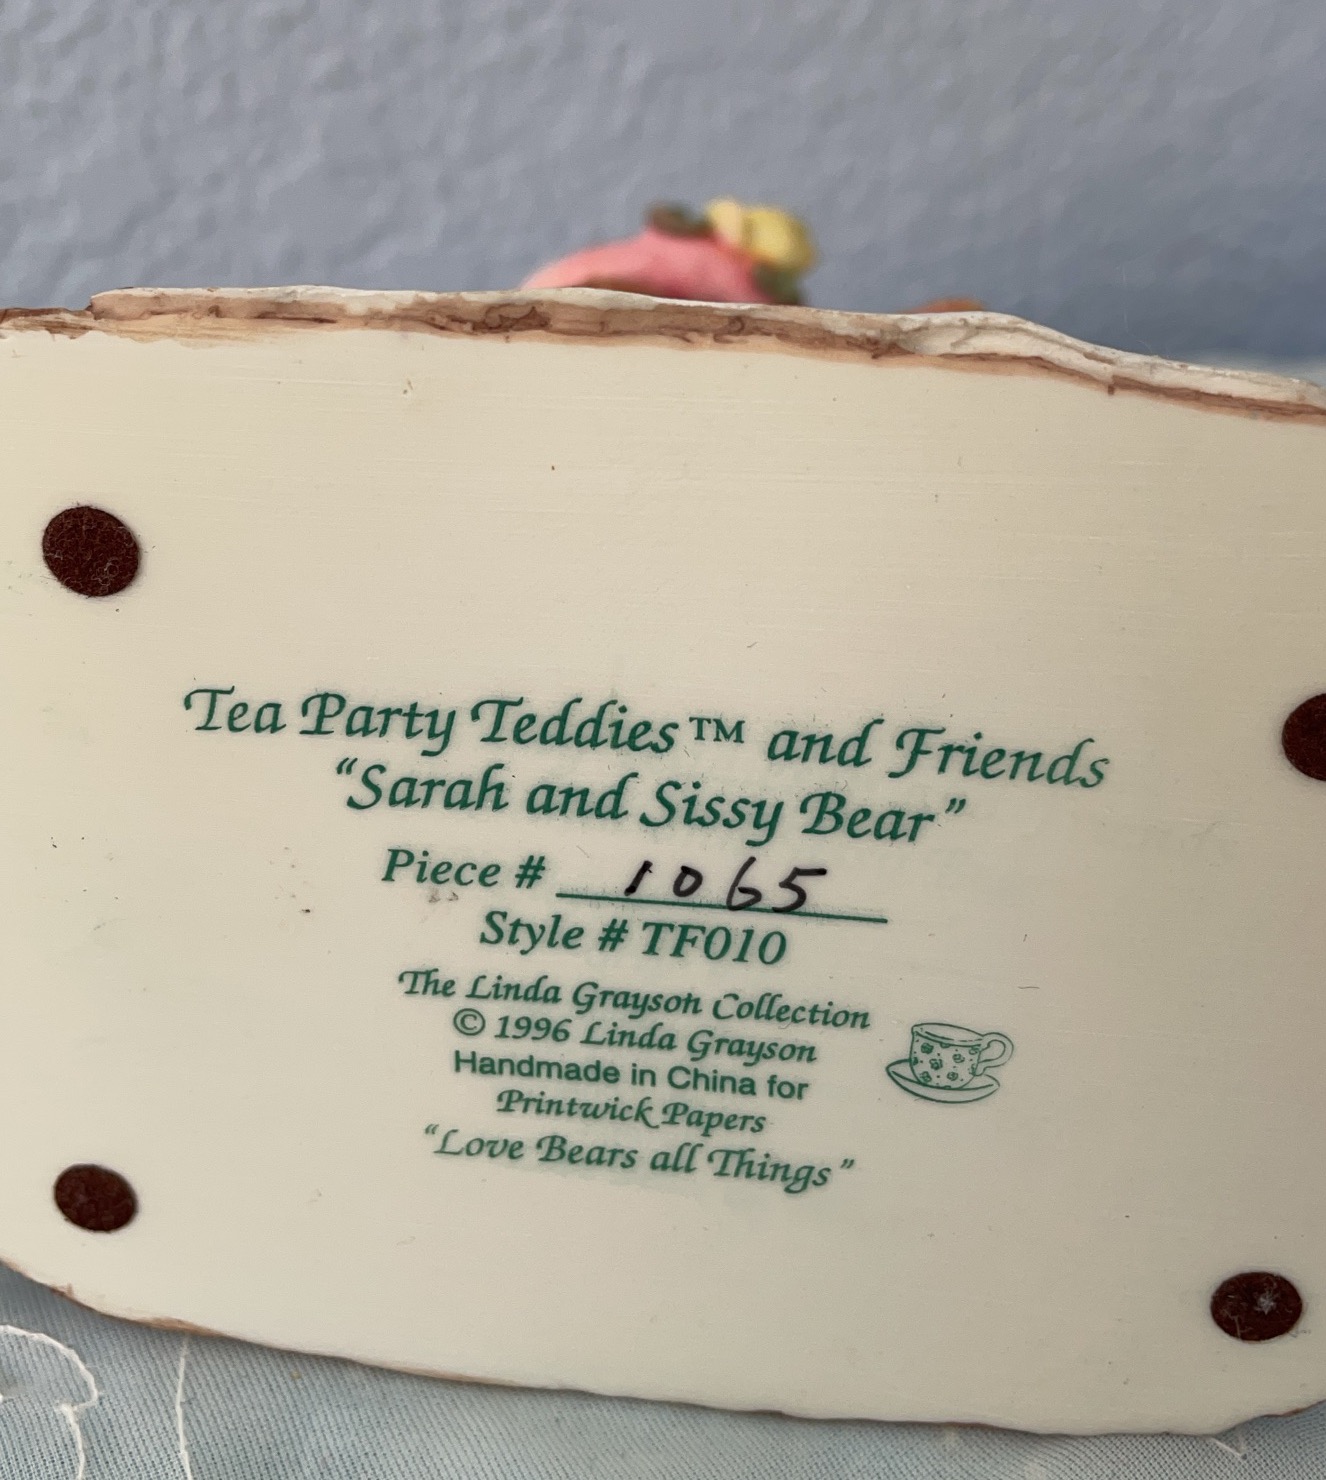 Tea Party Teddies™ and Friends
“Sarah and Sissy Bear”
Piece # 1065
Style # TF010
The Linda Grayson Collection
© 1996 Linda Grayson
Handmade in China for
Printwick Papers
“Love Bears all Things”